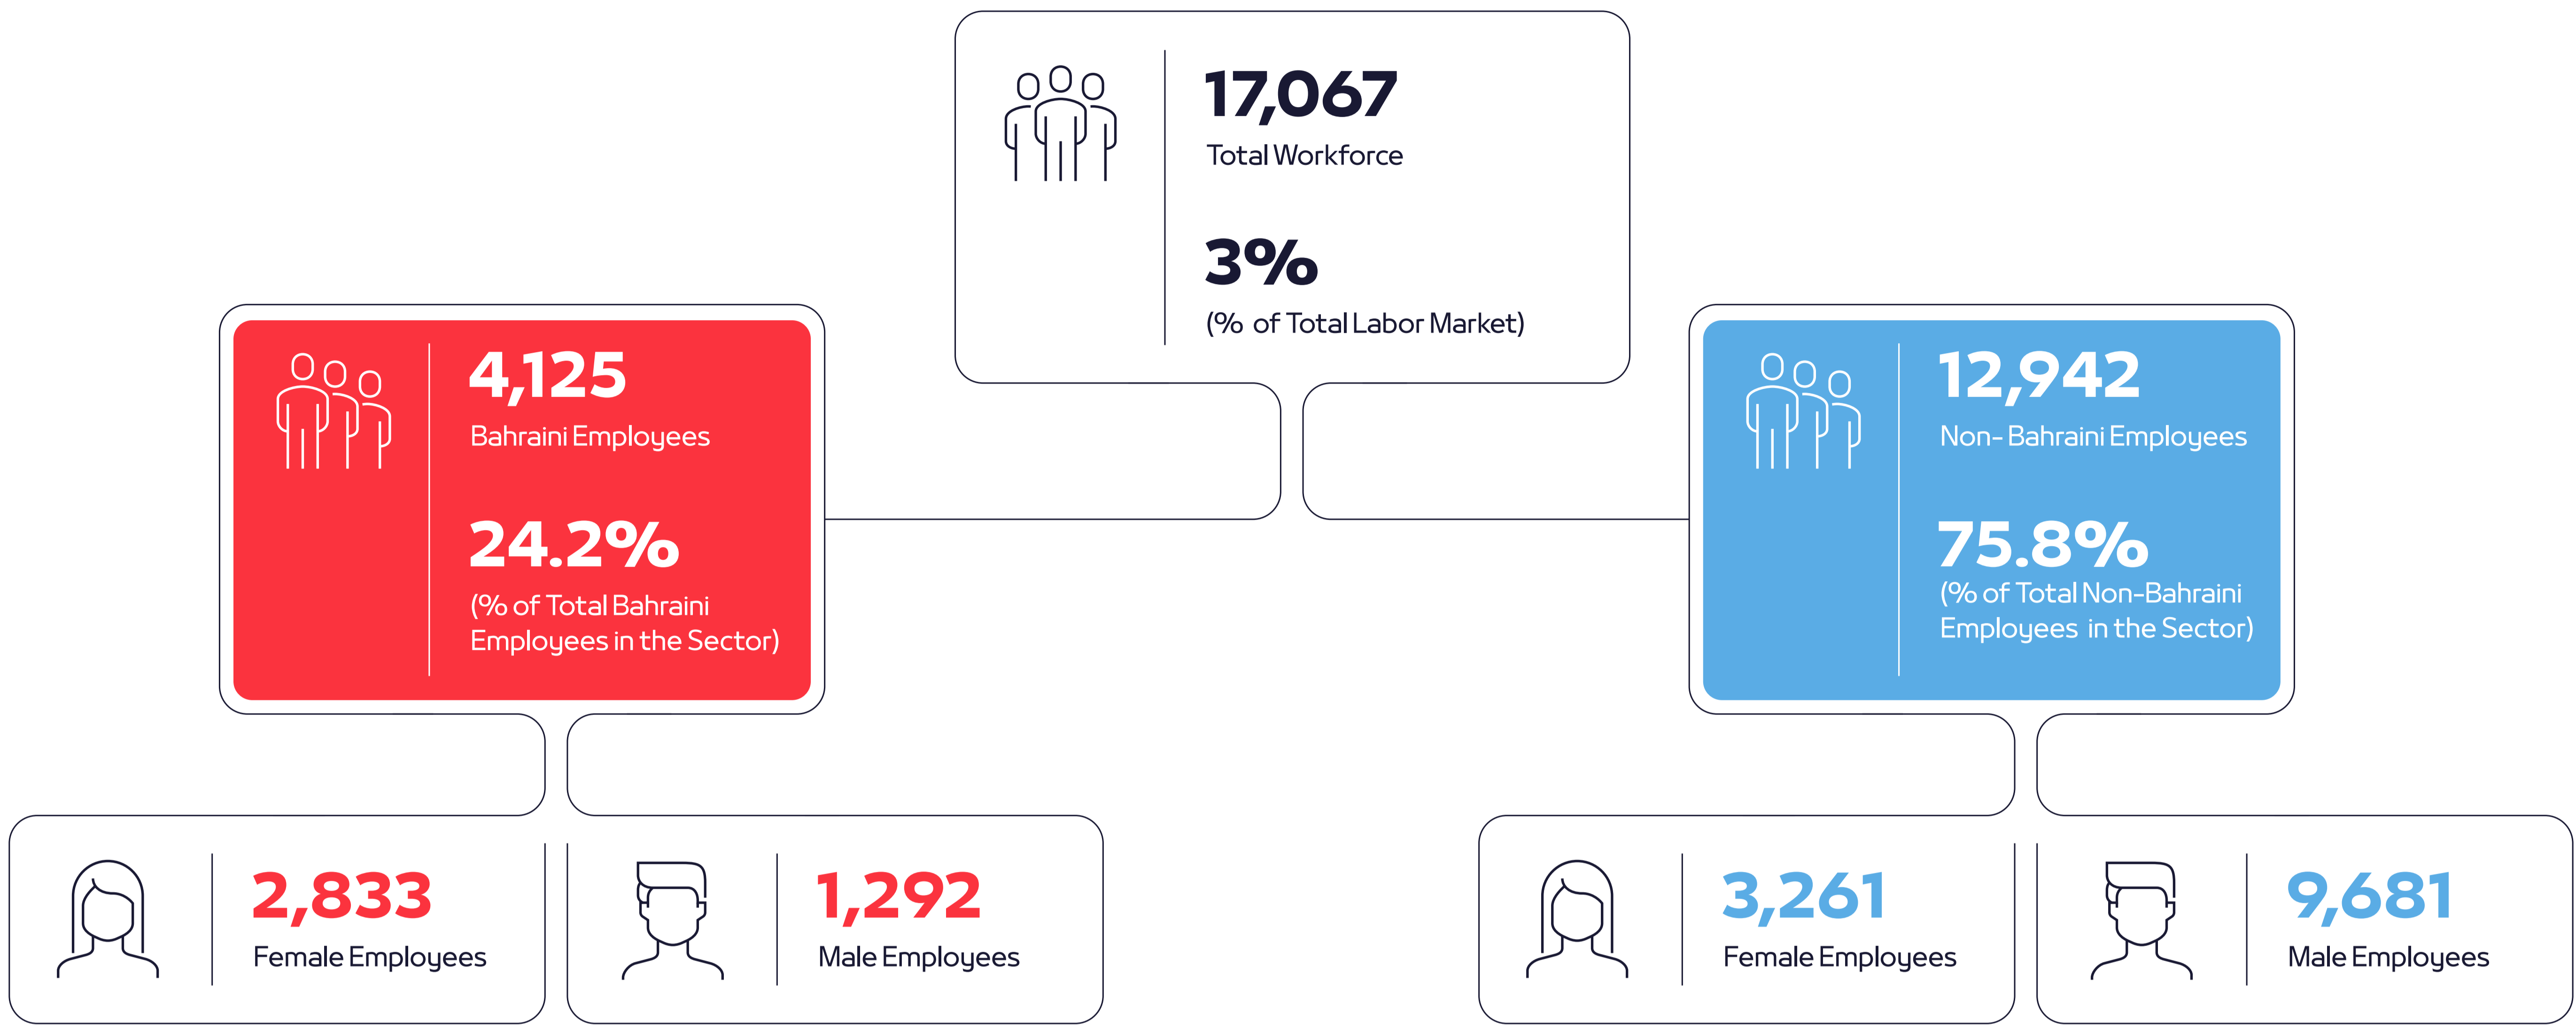 17,067
Total Workforce
3%
(% of Total Labor Market)
4,125
Bahraini Employees
24.2%
(% of Total Bahraini
Employees in the Sector)
12,942
Non-Bahraini Employees
75.8%
(% of Total Non-Bahraini
Employees in the Sector)
2,833
Female Employees
1,292
Male Employees
3,261
Female Employees
9,681
Male Employees